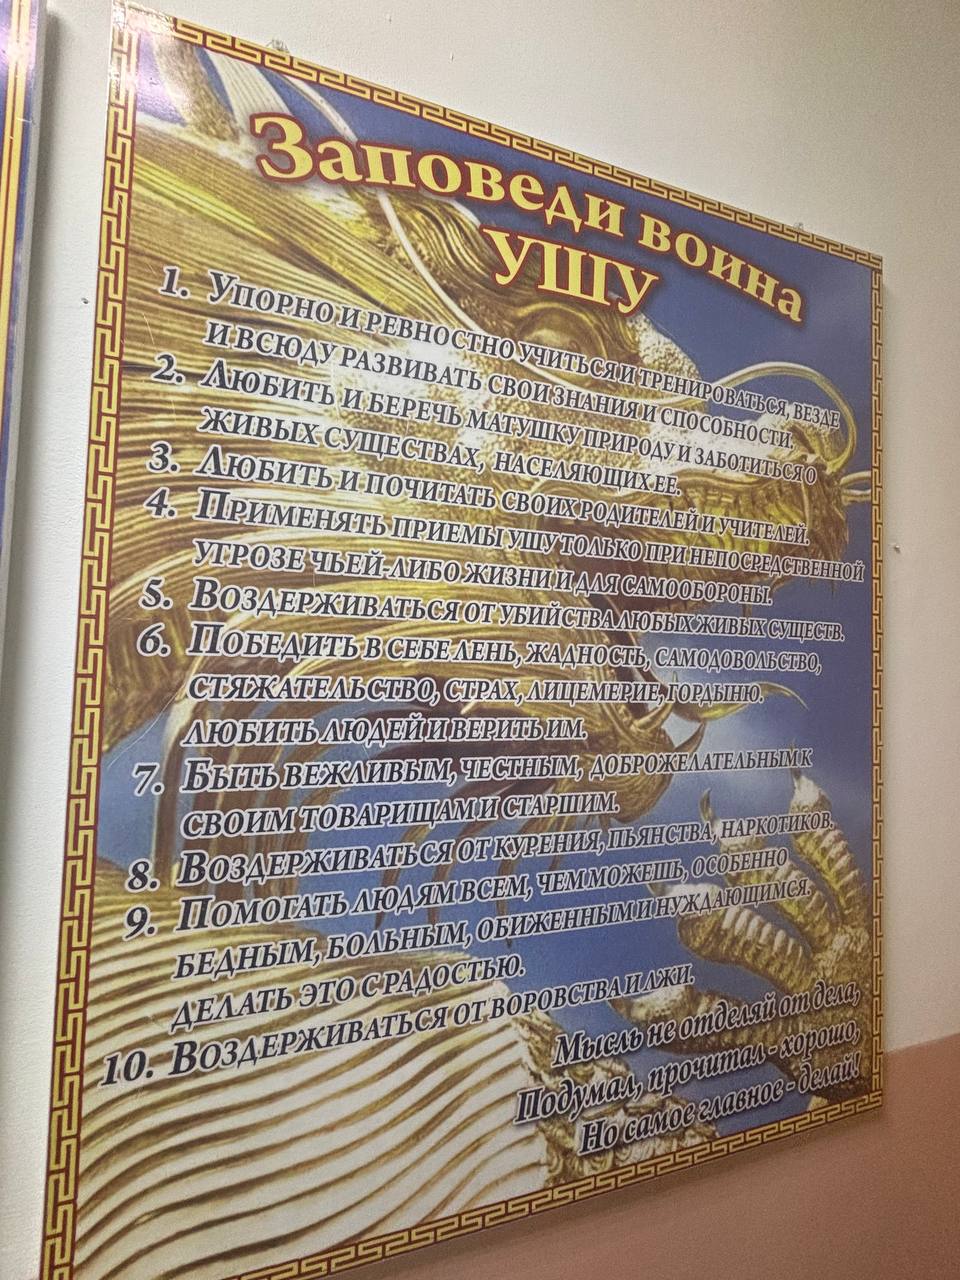 Заповеди воина
УШУ
1. Упорно и ревностно учиться и тренироваться, везде
и всюду развивать свои знания и способности.
2. Любить и беречь матушку природу и заботиться о
живых существах, населяющих ее.
3. Любить и почитать своих родителей и учителей.
4. Применять приемы ушу только при непосредственной
угрозе чьей-либо жизни и для самообороны.
5. Воздерживаться от убийства любых живых существ.
6. Победить в себе лень, жадность, самодовольство,
стяжательство, страх, лицемерие, гордыню.
любить людей и верить им.
7. Быть вежливым, честным, доброжелательным к
своим товарищам и старшим.
8. Воздерживаться от курения, пьянства, наркотиков.
9. Помогать людям всем, чем можешь, особенно
бедным, больным, обиженным и нуждающимся.
делать это с радостью.
10. Воздерживаться от воровства и лжи.
Мысль не отделяй от дела,
Подумал, прочитал - хорошо,
Но самое главное - делай!